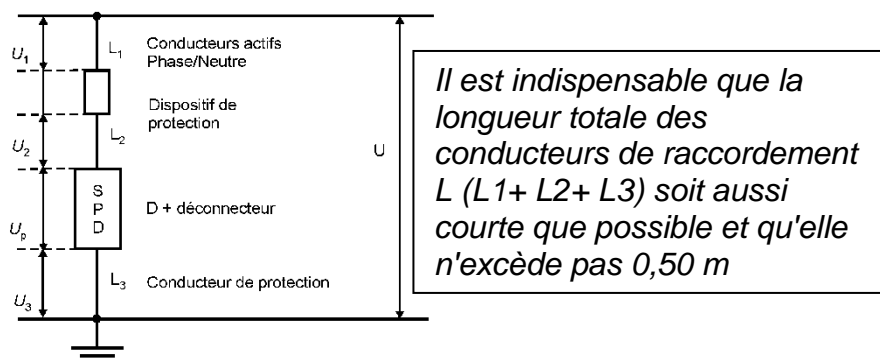 U1
L1
Conducteurs actifs
Phase/Neutre
Dispositif de
protection
L2
U2
U
S
P
D
D + déconnecteur
Up
L3
Conducteur de protection
U3
Il est indispensable que la
longueur totale des
conducteurs de raccordement
L (L1+ L2+ L3) soit aussi
courte que possible et qu'elle
n'excède pas 0,50 m